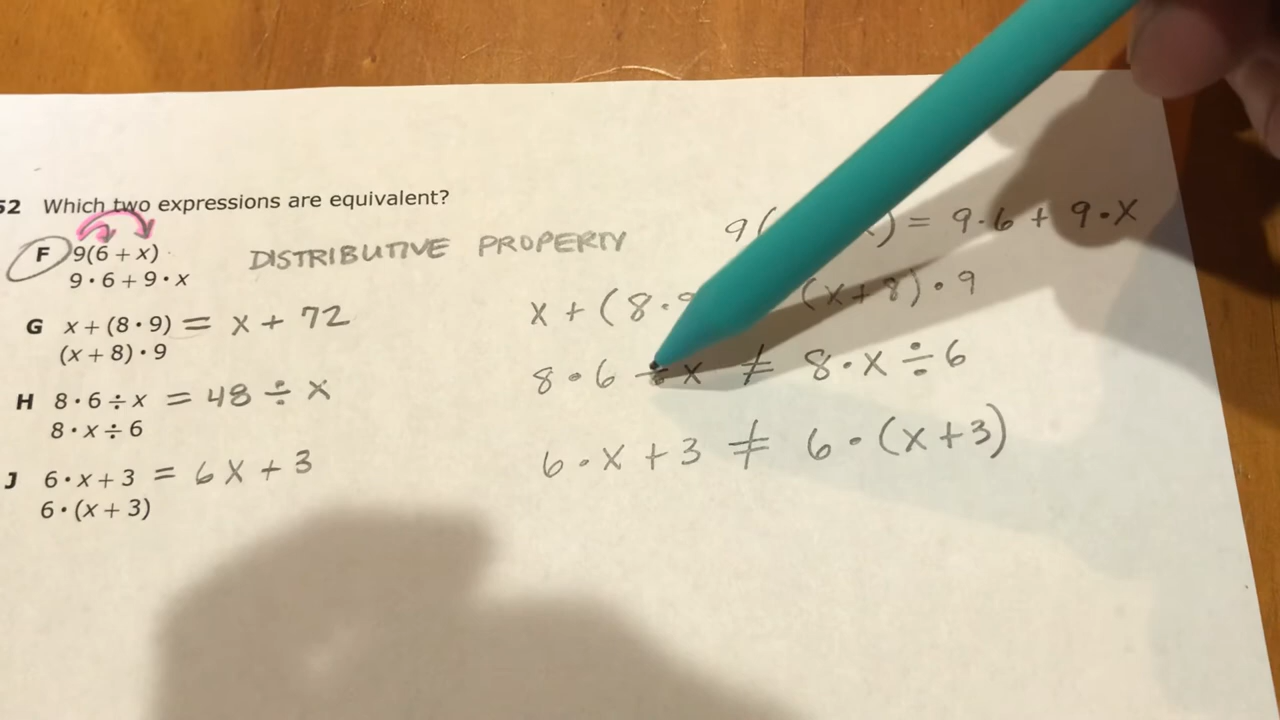 52 Which two expressions are equivalent?
F 9(6 + x)
9 • 6 + 9 • x
DISTRIBUTIVE PROPERTY
G x + (8 • 9) = x + 72
(x + 8) • 9
H 8 • 6 ÷ x = 48 ÷ x
8 • x ÷ 6
J 6 • x + 3 = 6x + 3
6 • (x + 3)
9( ) = 9•6 + 9•x
x + (8•9 (x+8)•9
8•6 ÷ x ≠ 8•x ÷ 6
6•x + 3 ≠ 6•(x+3)